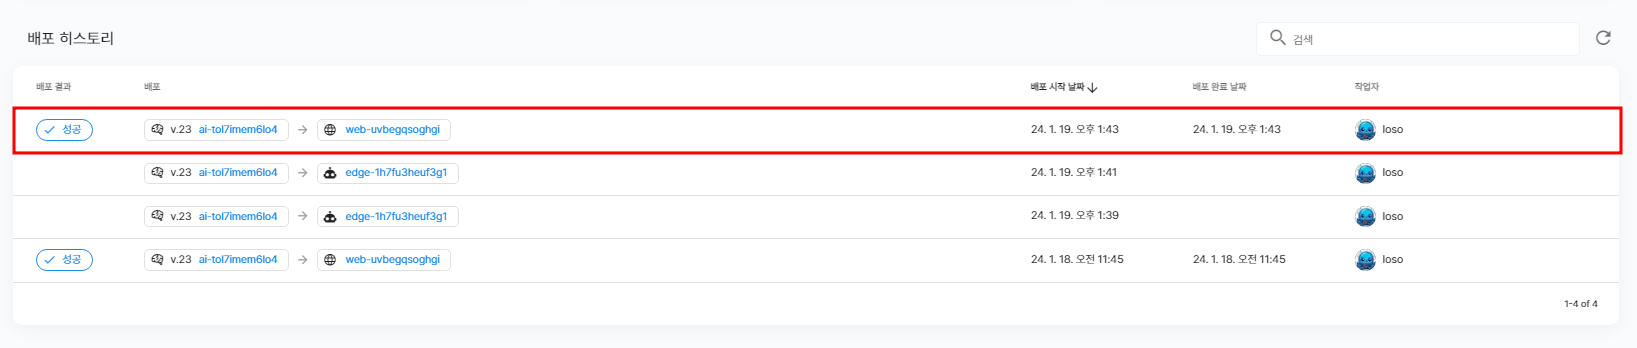 배포 히스토리
검색
배포 결과 배포 배포 시작 날짜 배포 완료 날짜 작업자
성공 v.23 ai-tol7imem6lo4 → web-uvbegqsoghgi 24. 1. 19. 오후 1:43 24. 1. 19. 오후 1:43 loso
v.23 ai-tol7imem6lo4 → edge-1h7fu3heuf3g1 24. 1. 19. 오후 1:41 loso
v.23 ai-tol7imem6lo4 → edge-1h7fu3heuf3g1 24. 1. 19. 오후 1:39 loso
성공 v.23 ai-tol7imem6lo4 → web-uvbegqsoghgi 24. 1. 18. 오전 11:45 24. 1. 18. 오전 11:45 loso
1-4 of 4